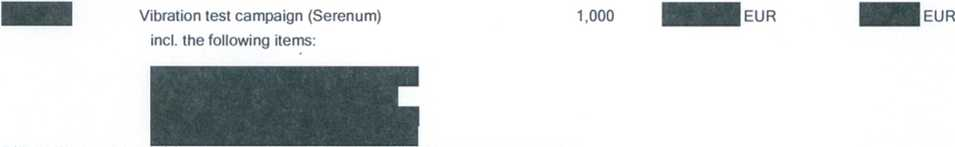 Vibration test campaign (Serenum) 1,000 EUR EUR
incl. the following items: